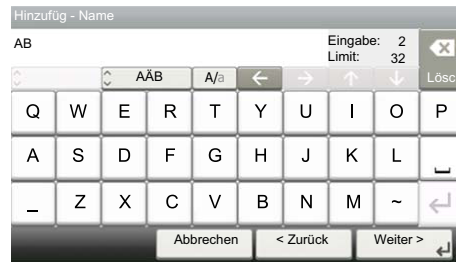 Hinzufüg - Name
AB
Eingabe: 2
Limit: 32
AÄB A/a ← → ↑ ↓ Lösc
Q W E R T Y U I O P
A S D F G H J K L
_ Z X C V B N M ~
Abbrechen < Zurück Weiter >